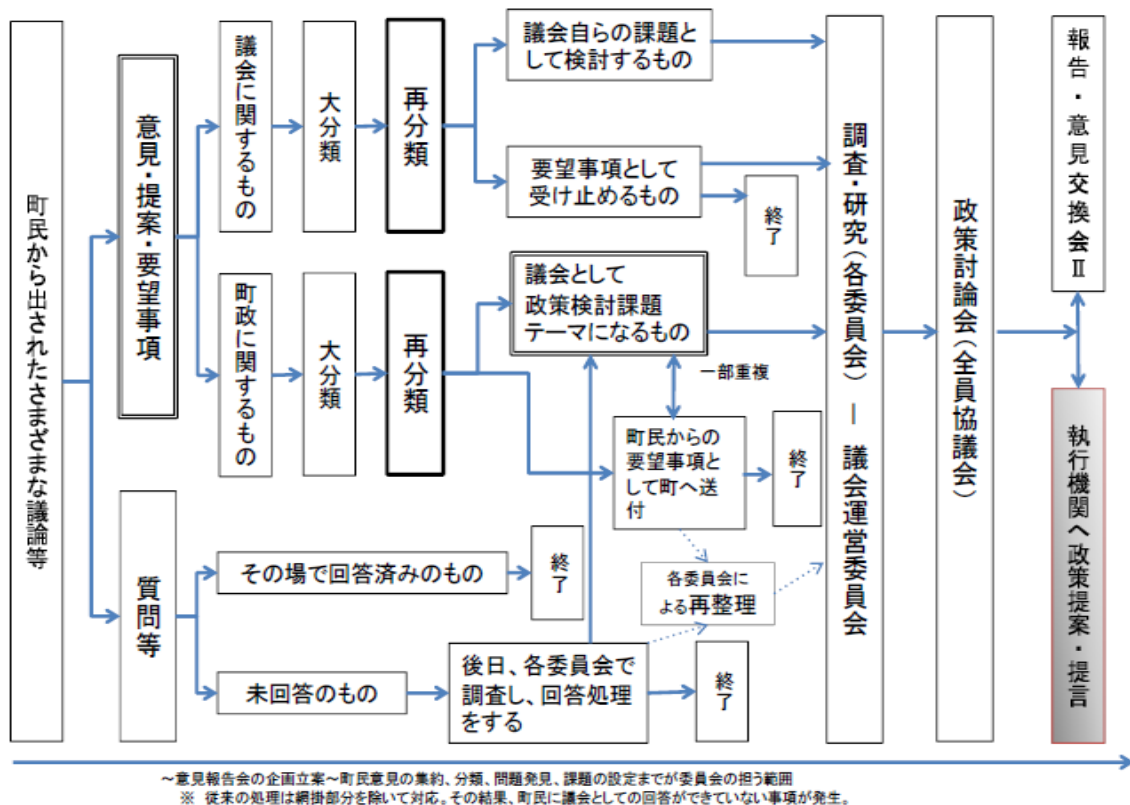 町民から出されたさまざまな議論等
意見・提案・要望事項
議会に関するもの
大分類
再分類
議会自らの課題と
して検討するもの
要望事項として
受け止めるもの
終了
町政に関するもの
大分類
再分類
議会として
政策検討課題
テーマになるもの
一部重複
町民からの
要望事項と
して町へ送
付
終了
質問等
その場で回答済みのもの
終了
各委員会に
よる再整理
未回答のもの
後日、各委員会で
調査し、回答処理
をする
終了
調査・研究(各委員会) ― 議会運営委員会
政策討論会(全員協議会)
報告・意見交換会Ⅱ
執行機関へ政策提案・提言
~意見報告会の企画立案~町民意見の集約、分類、問題発見、課題の設定までが委員会の担う範囲
※ 従来の処理は網掛部分を除いて対応。その結果、町民に議会としての回答ができていない事項が発生。